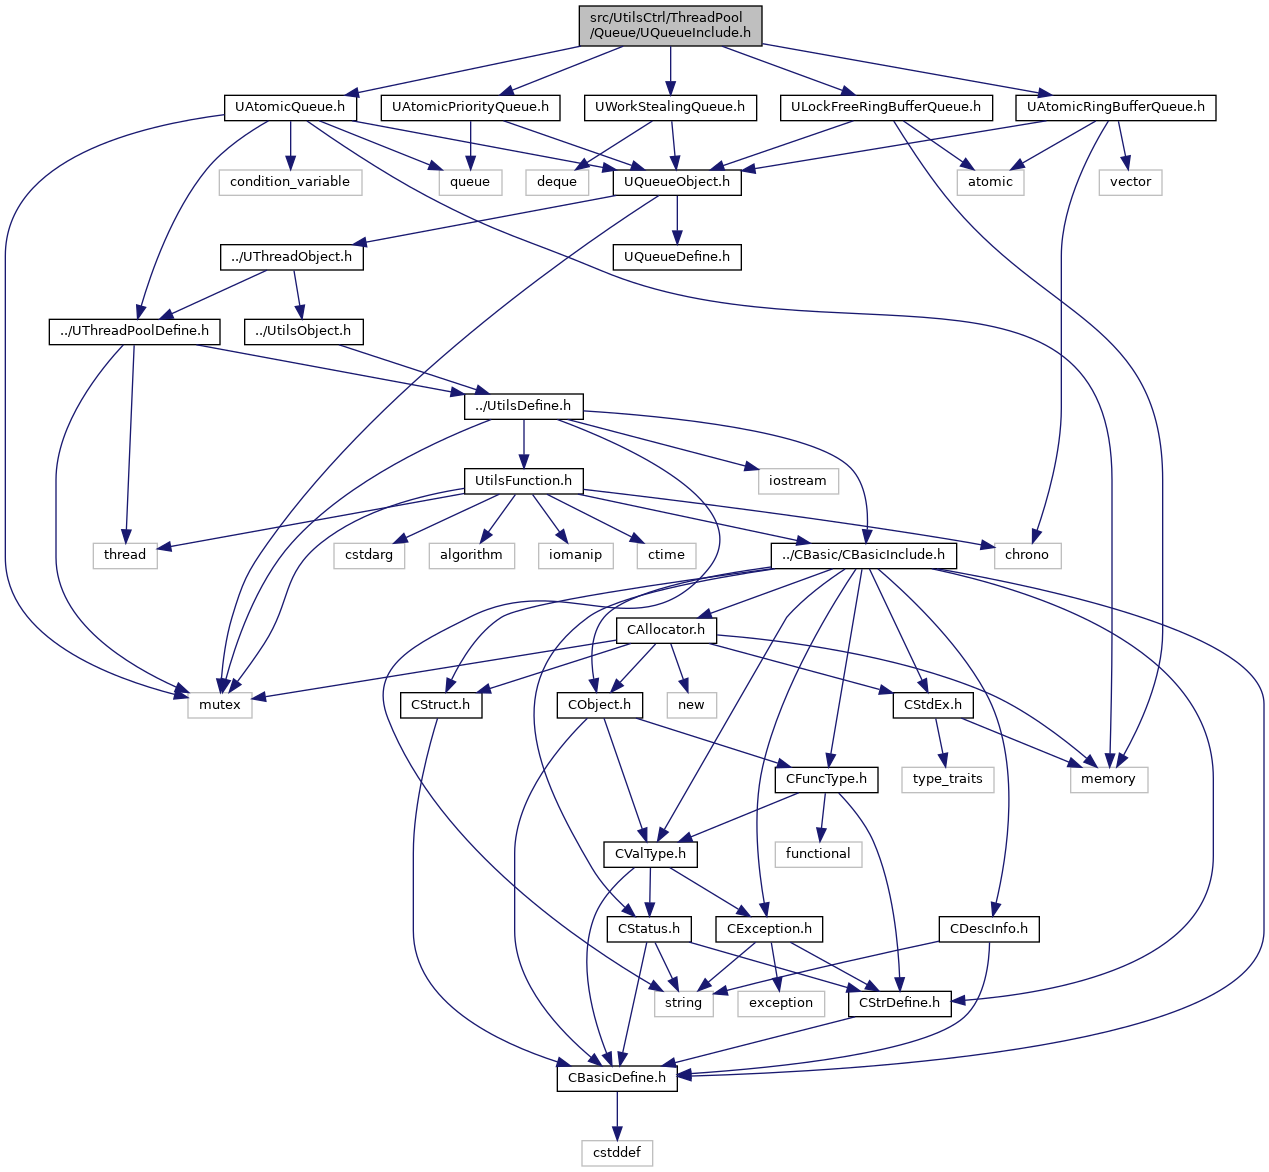 src/UtilsCtrl/ThreadPool
/Queue/UQueueInclude.h
UAtomicQueue.h
UAtomicPriorityQueue.h
UWorkStealingQueue.h
ULockFreeRingBufferQueue.h
UAtomicRingBufferQueue.h
condition_variable
queue
deque
UQueueObject.h
atomic
vector
../UThreadObject.h
UQueueDefine.h
../UThreadPoolDefine.h
../UtilsObject.h
../UtilsDefine.h
UtilsFunction.h
iostream
thread
cstdarg
algorithm
iomanip
ctime
../CBasic/CBasicInclude.h
chrono
CAllocator.h
mutex
CStruct.h
CObject.h
new
CStdEx.h
CFuncType.h
type_traits
memory
CValType.h
functional
CStatus.h
CException.h
CDescInfo.h
string
exception
CStrDefine.h
CBasicDefine.h
cstddef